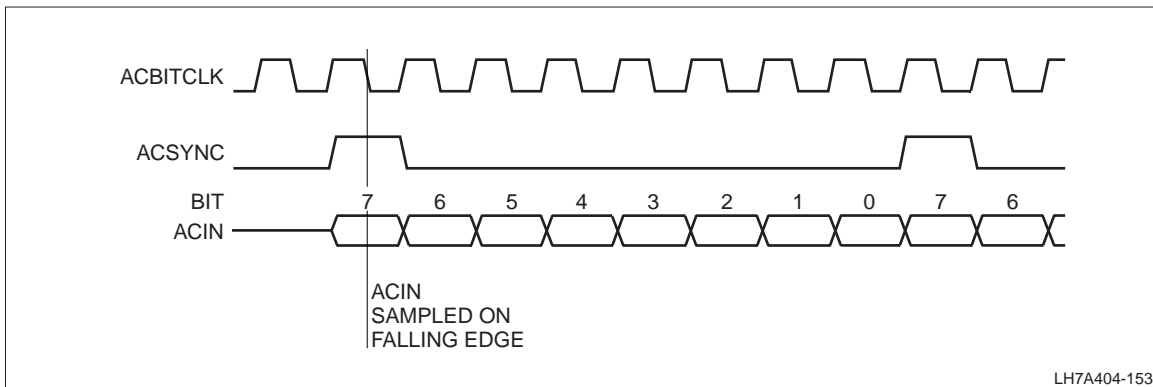 ACBITCLK
ACSYNC
BIT 7 6 5 4 3 2 1 0 7 6
ACIN
ACIN
SAMPLED ON
FALLING EDGE
LH7A404-153